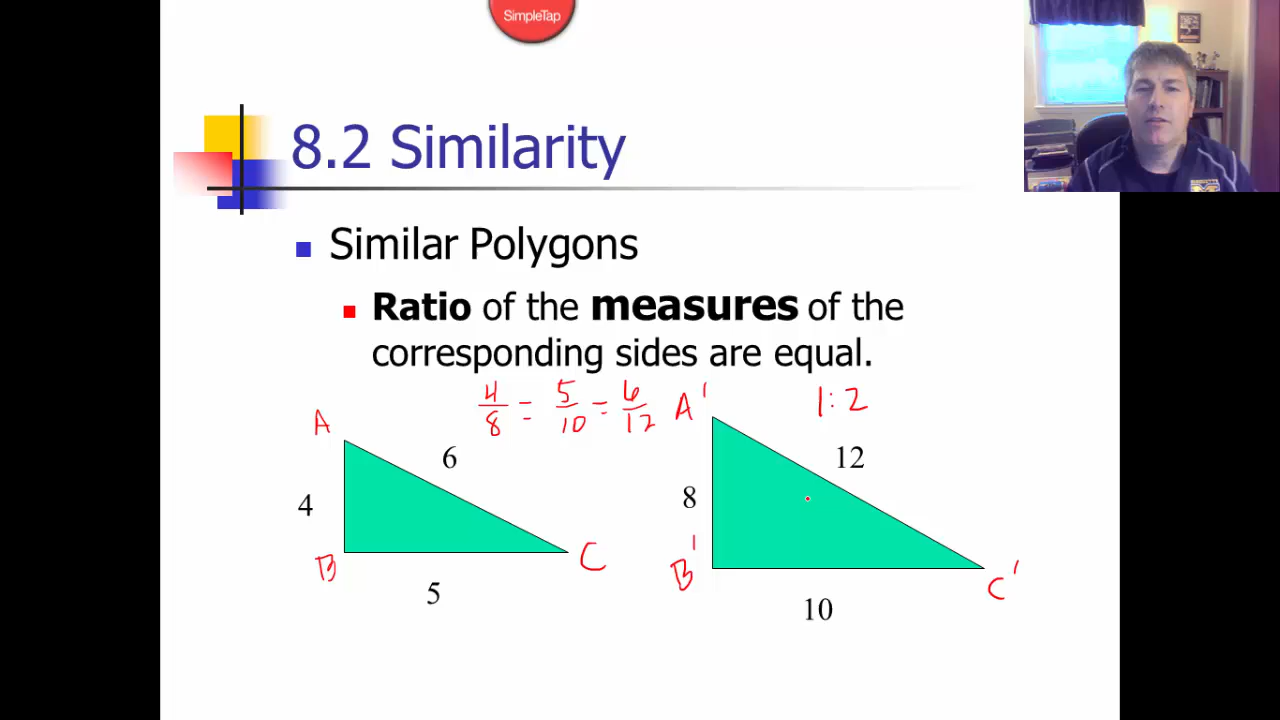 SimpleTap
8.2 Similarity
Similar Polygons
Ratio of the measures of the
corresponding sides are equal.
4/8 = 5/10 = 6/12
1:2
A
6
4
B
C
5
A'
12
8
B'
C'
10